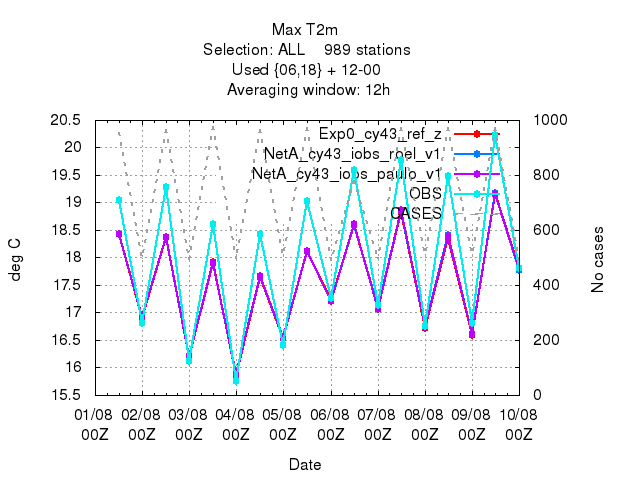 Max T2m
Selection: ALL    989 stations
Used {06,18} + 12-00
Averaging window: 12h
deg C
20.5
20
19.5
19
18.5
18
17.5
17
16.5
16
15.5
Exp0_cy43_ref_z
NetA_cy43_iobs_roel_v1
NetA_cy43_iobs_paulo_v1
OBS
CASES
1000
800
600
400
200
0
No cases
01/08 02/08 03/08 04/08 05/08 06/08 07/08 08/08 09/08 10/08
00Z 00Z 00Z 00Z 00Z 00Z 00Z 00Z 00Z 00Z
Date